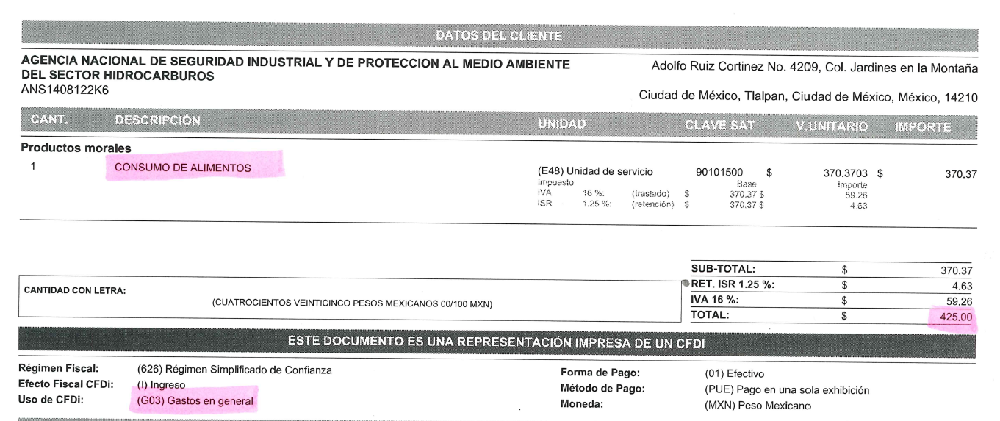 DATOS DEL CLIENTE
AGENCIA NACIONAL DE SEGURIDAD INDUSTRIAL Y DE PROTECCION AL MEDIO AMBIENTE
DEL SECTOR HIDROCARBUROS
ANS1408122K6
Adolfo Ruiz Cortinez No. 4209, Col. Jardines en la Montaña
Ciudad de México, Tlalpan, Ciudad de México, México, 14210
CANT. DESCRIPCIÓN UNIDAD CLAVE SAT V.UNITARIO IMPORTE
Productos morales
1 CONSUMO DE ALIMENTOS (E48) Unidad de servicio 90101500 $ 370.3703 $ 370.37
Impuesto Base Importe
IVA 16 %: (traslado) $ 370.37 $ 59.26
ISR 1.25 %: (retención) $ 370.37 $ 4.63
SUB-TOTAL: $ 370.37
RET. ISR 1.25 %: $ 4.63
IVA 16 %: $ 59.26
TOTAL: $ 425.00
CANTIDAD CON LETRA:
(CUATROCIENTOS VEINTICINCO PESOS MEXICANOS 00/100 MXN)
ESTE DOCUMENTO ES UNA REPRESENTACIÓN IMPRESA DE UN CFDI
Régimen Fiscal: (626) Régimen Simplificado de Confianza
Efecto Fiscal CFDi: (I) Ingreso
Uso de CFDi: (G03) Gastos en general
Forma de Pago: (01) Efectivo
Método de Pago: (PUE) Pago en una sola exhibición
Moneda: (MXN) Peso Mexicano